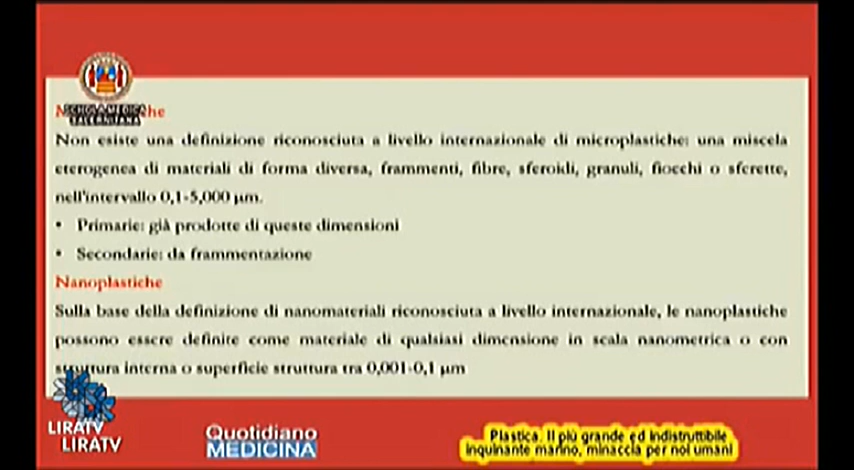 SCHOLA MEDICA
SALERNITANA
he
Non esiste una definizione riconosciuta a livello internazionale di microplastiche: una miscela
eterogenea di materiali di forma diversa, frammenti, fibre, sferoidi, granuli, fiocchi o sferette,
nell'intervallo 0,1-5,000 µm.
• Primarie: già prodotte di queste dimensioni
• Secondarie: da frammentazione
Nanoplastiche
Sulla base della definizione di nanomateriali riconosciuta a livello internazionale, le nanoplastiche
possono essere definite come materiale di qualsiasi dimensione in scala nanometrica o con
struttura interna o superficie struttura tra 0,001-0,1 µm
LIRATV
LIRATV
Quotidiano
MEDICINA
Plastica. Il più grande ed indistruttibile
inquinante marino, minaccia per noi umani